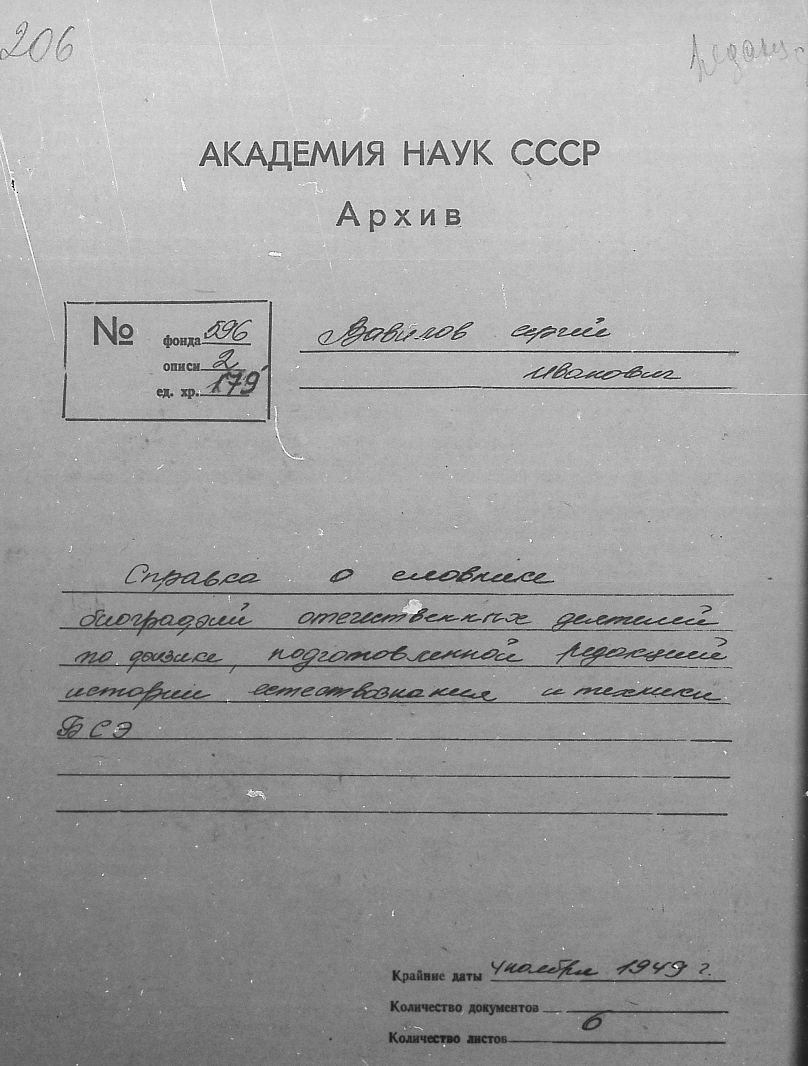 206
АКАДЕМИЯ НАУК СССР
Архив
№
фонда 596
описи 2
ед. хр. 179
Вавилов Сергей
Иванович
Справка о словнике
биографий отечественных деятелей
по физике, подготовленной редакцией
истории естествознания и техники
БСЭ
Крайние даты 4 ноября 1949 г.
Количество документов
Количество листов 6